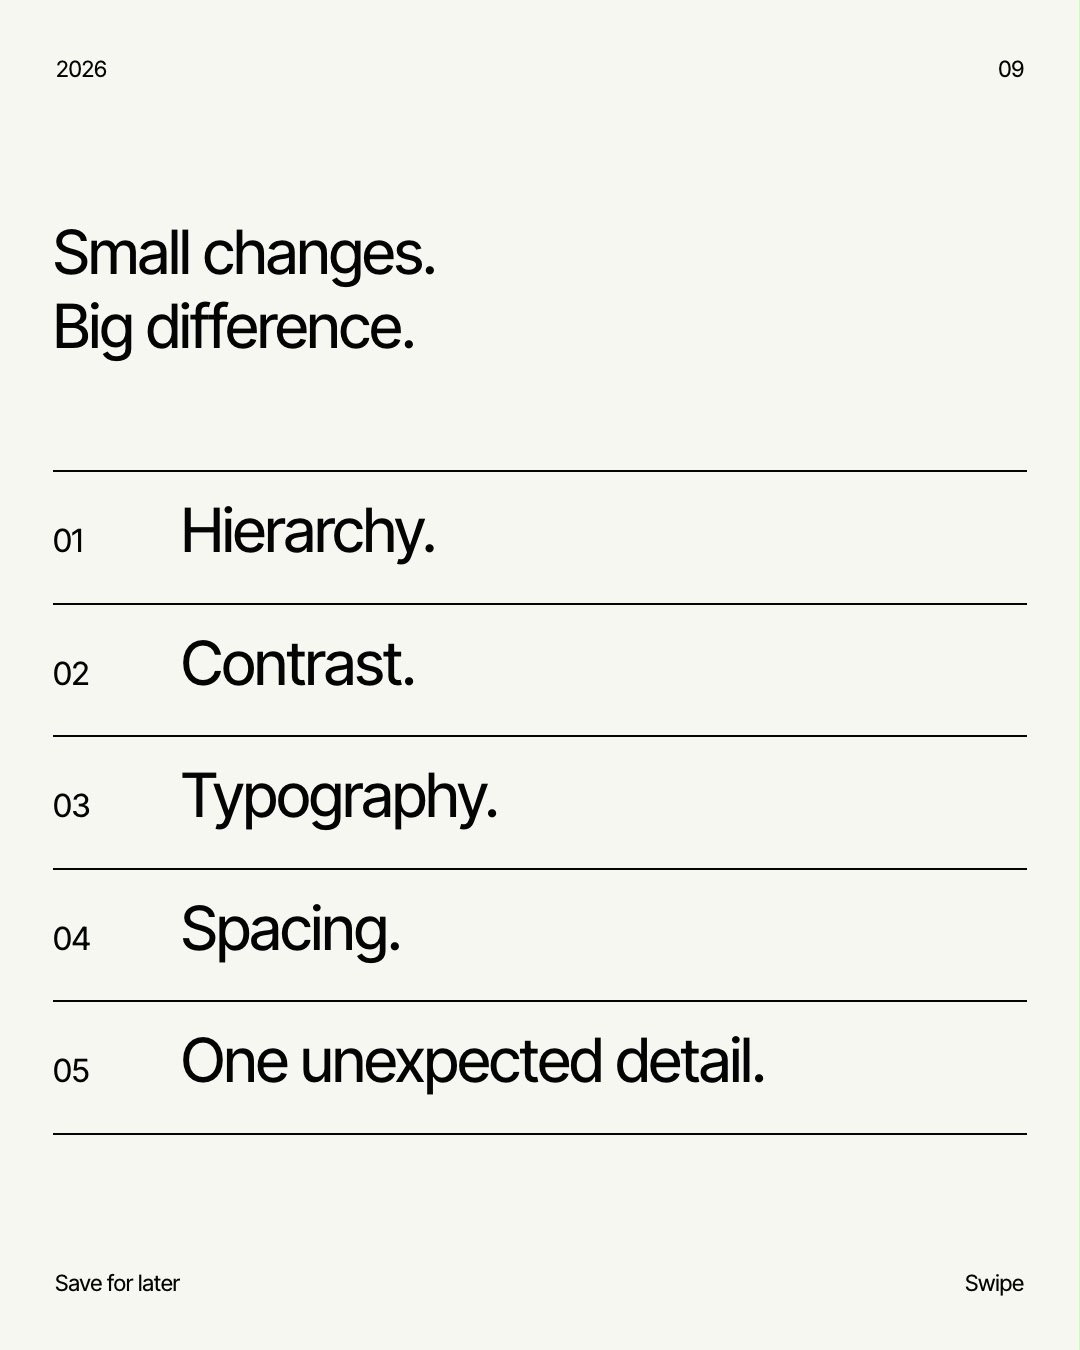 2026 09
Small changes.
Big difference.
01 Hierarchy.
02 Contrast.
03 Typography.
04 Spacing.
05 One unexpected detail.
Save for later Swipe